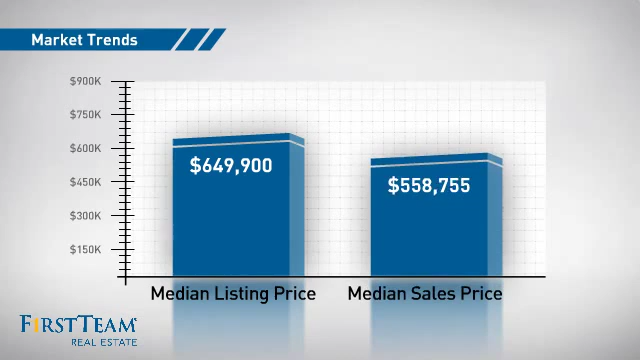 Market Trends
$900K
$750K
$600K
$450K
$300K
$150K
$649,900
$558,755
Median Listing Price
Median Sales Price
FIRSTTEAM®
REAL ESTATE